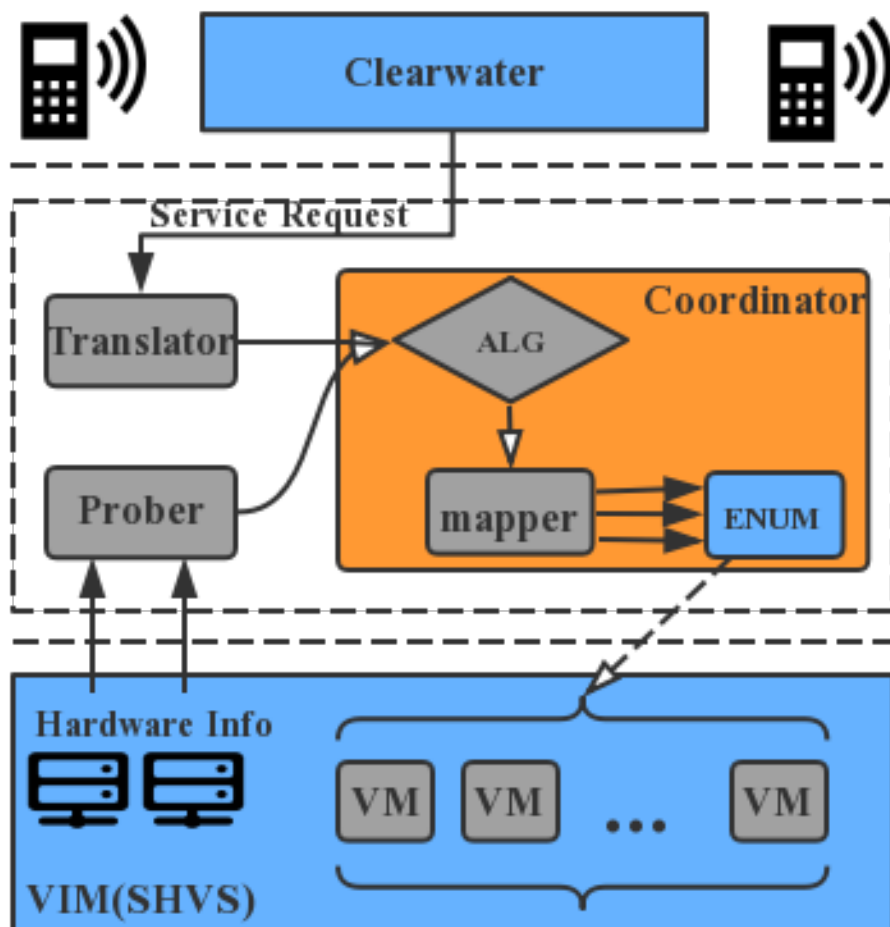 Clearwater
Service Request
Coordinator
Translator
ALG
Prober
mapper
ENUM
Hardware Info
VM
VM
...
VM
VIM(SHVS)